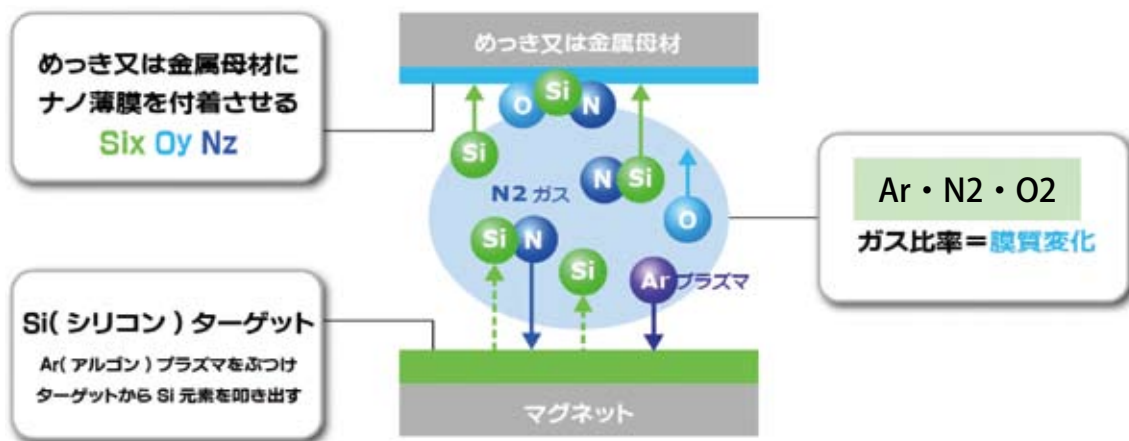 めっき又は金属母材に
ナノ薄膜を付着させる
Six Oy Nz
Si( シリコン ) ターゲット
Ar( アルゴン ) プラズマをぶつけ
ターゲットから Si 元素を叩き出す
めっき又は金属母材
O
Si
N
Si
N
Si
N2 ガス
O
Si
N
Si
Ar
プラズマ
マグネット
Ar・N2・O2
ガス比率＝膜質変化